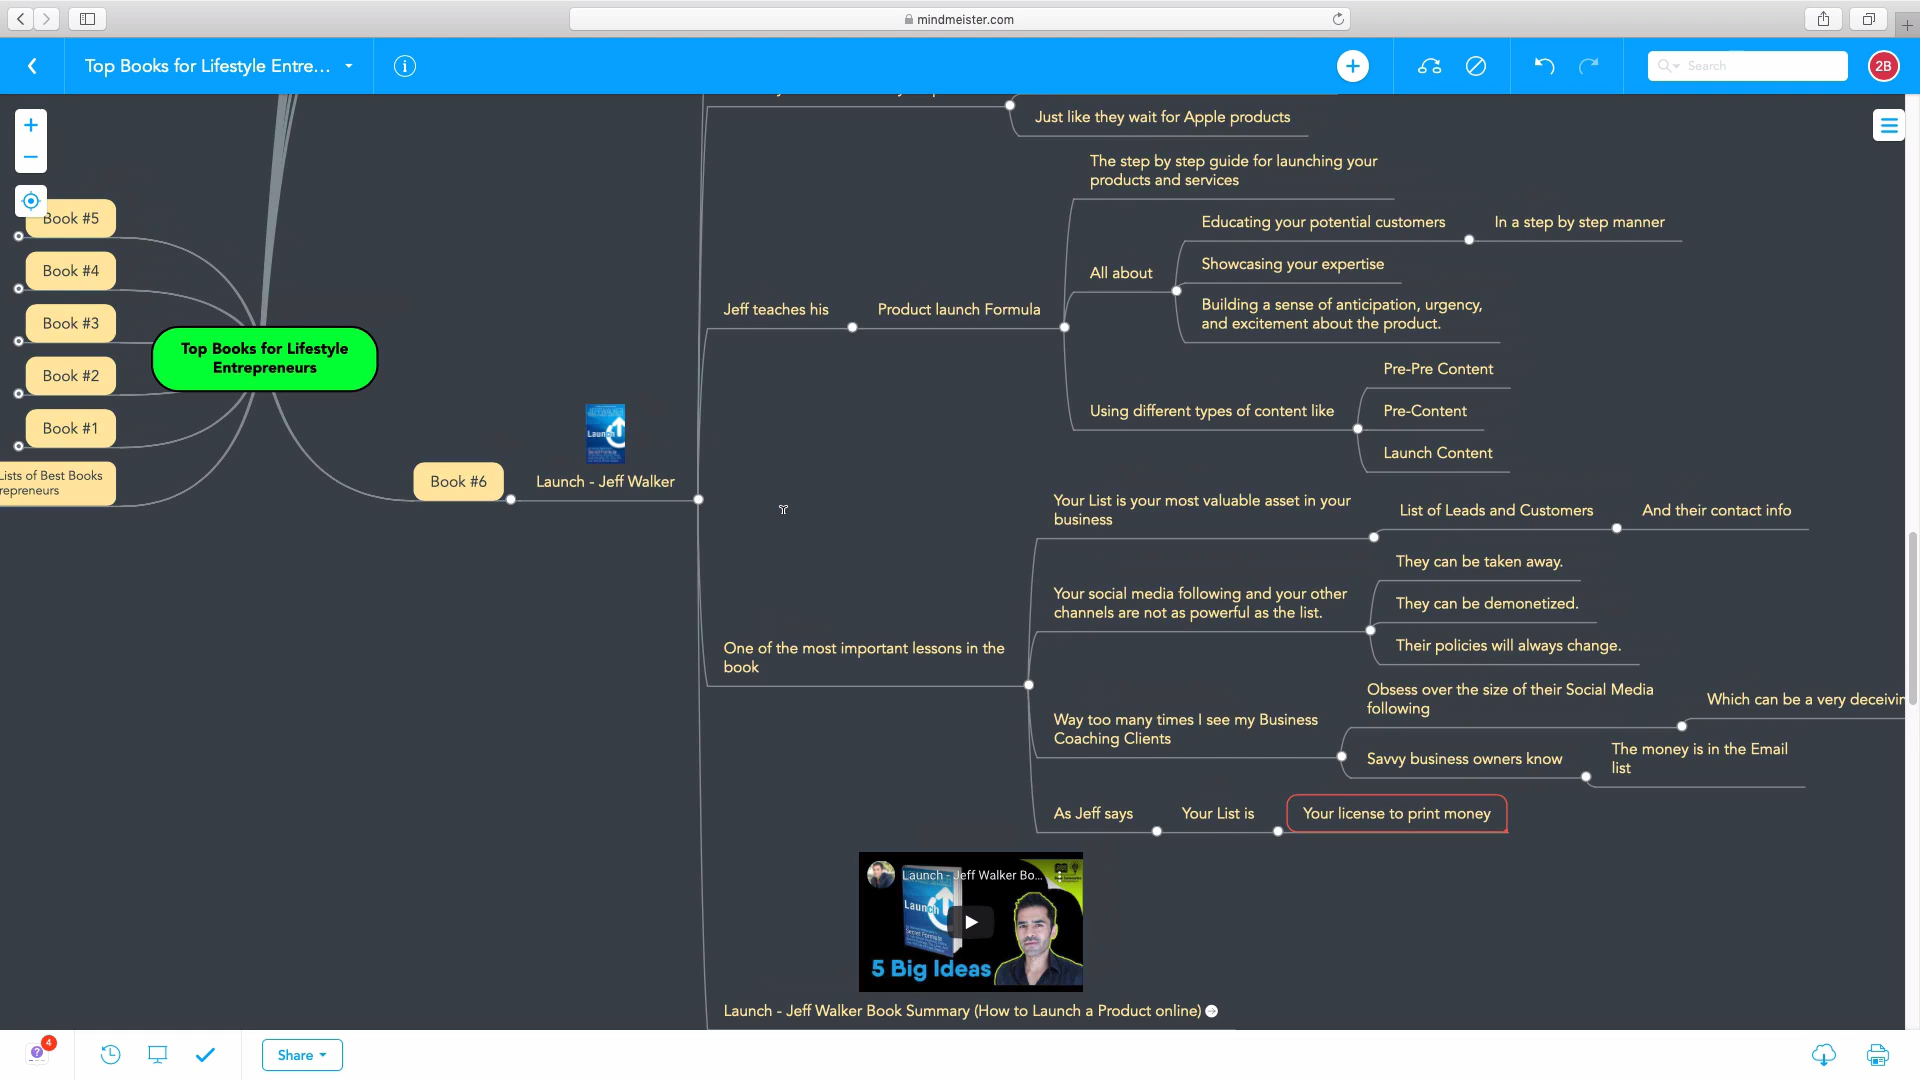 mindmeister.com
Top Books for Lifestyle Entre...
Search
2B
Just like they wait for Apple products
The step by step guide for launching your
products and services
Book #5
Educating your potential customers
In a step by step manner
Book #4
All about
Showcasing your expertise
Building a sense of anticipation, urgency,
and excitement about the product.
Book #3
Jeff teaches his
Product launch Formula
Top Books for Lifestyle
Entrepreneurs
Book #2
Pre-Pre Content
Using different types of content like
Pre-Content
Book #1
Launch Content
Lists of Best Books
repreneurs
Launch
Book #6
Launch - Jeff Walker
Your List is your most valuable asset in your
business
List of Leads and Customers
And their contact info
They can be taken away.
Your social media following and your other
channels are not as powerful as the list.
They can be demonetized.
Their policies will always change.
One of the most important lessons in the
book
Obsess over the size of their Social Media
following
Which can be a very deceivin
Way too many times I see my Business
Coaching Clients
Savvy business owners know
The money is in the Email
list
As Jeff says
Your List is
Your license to print money
Launch - Jeff Walker Bo...
Launch
5 Big Ideas
Launch - Jeff Walker Book Summary (How to Launch a Product online)
4
Share